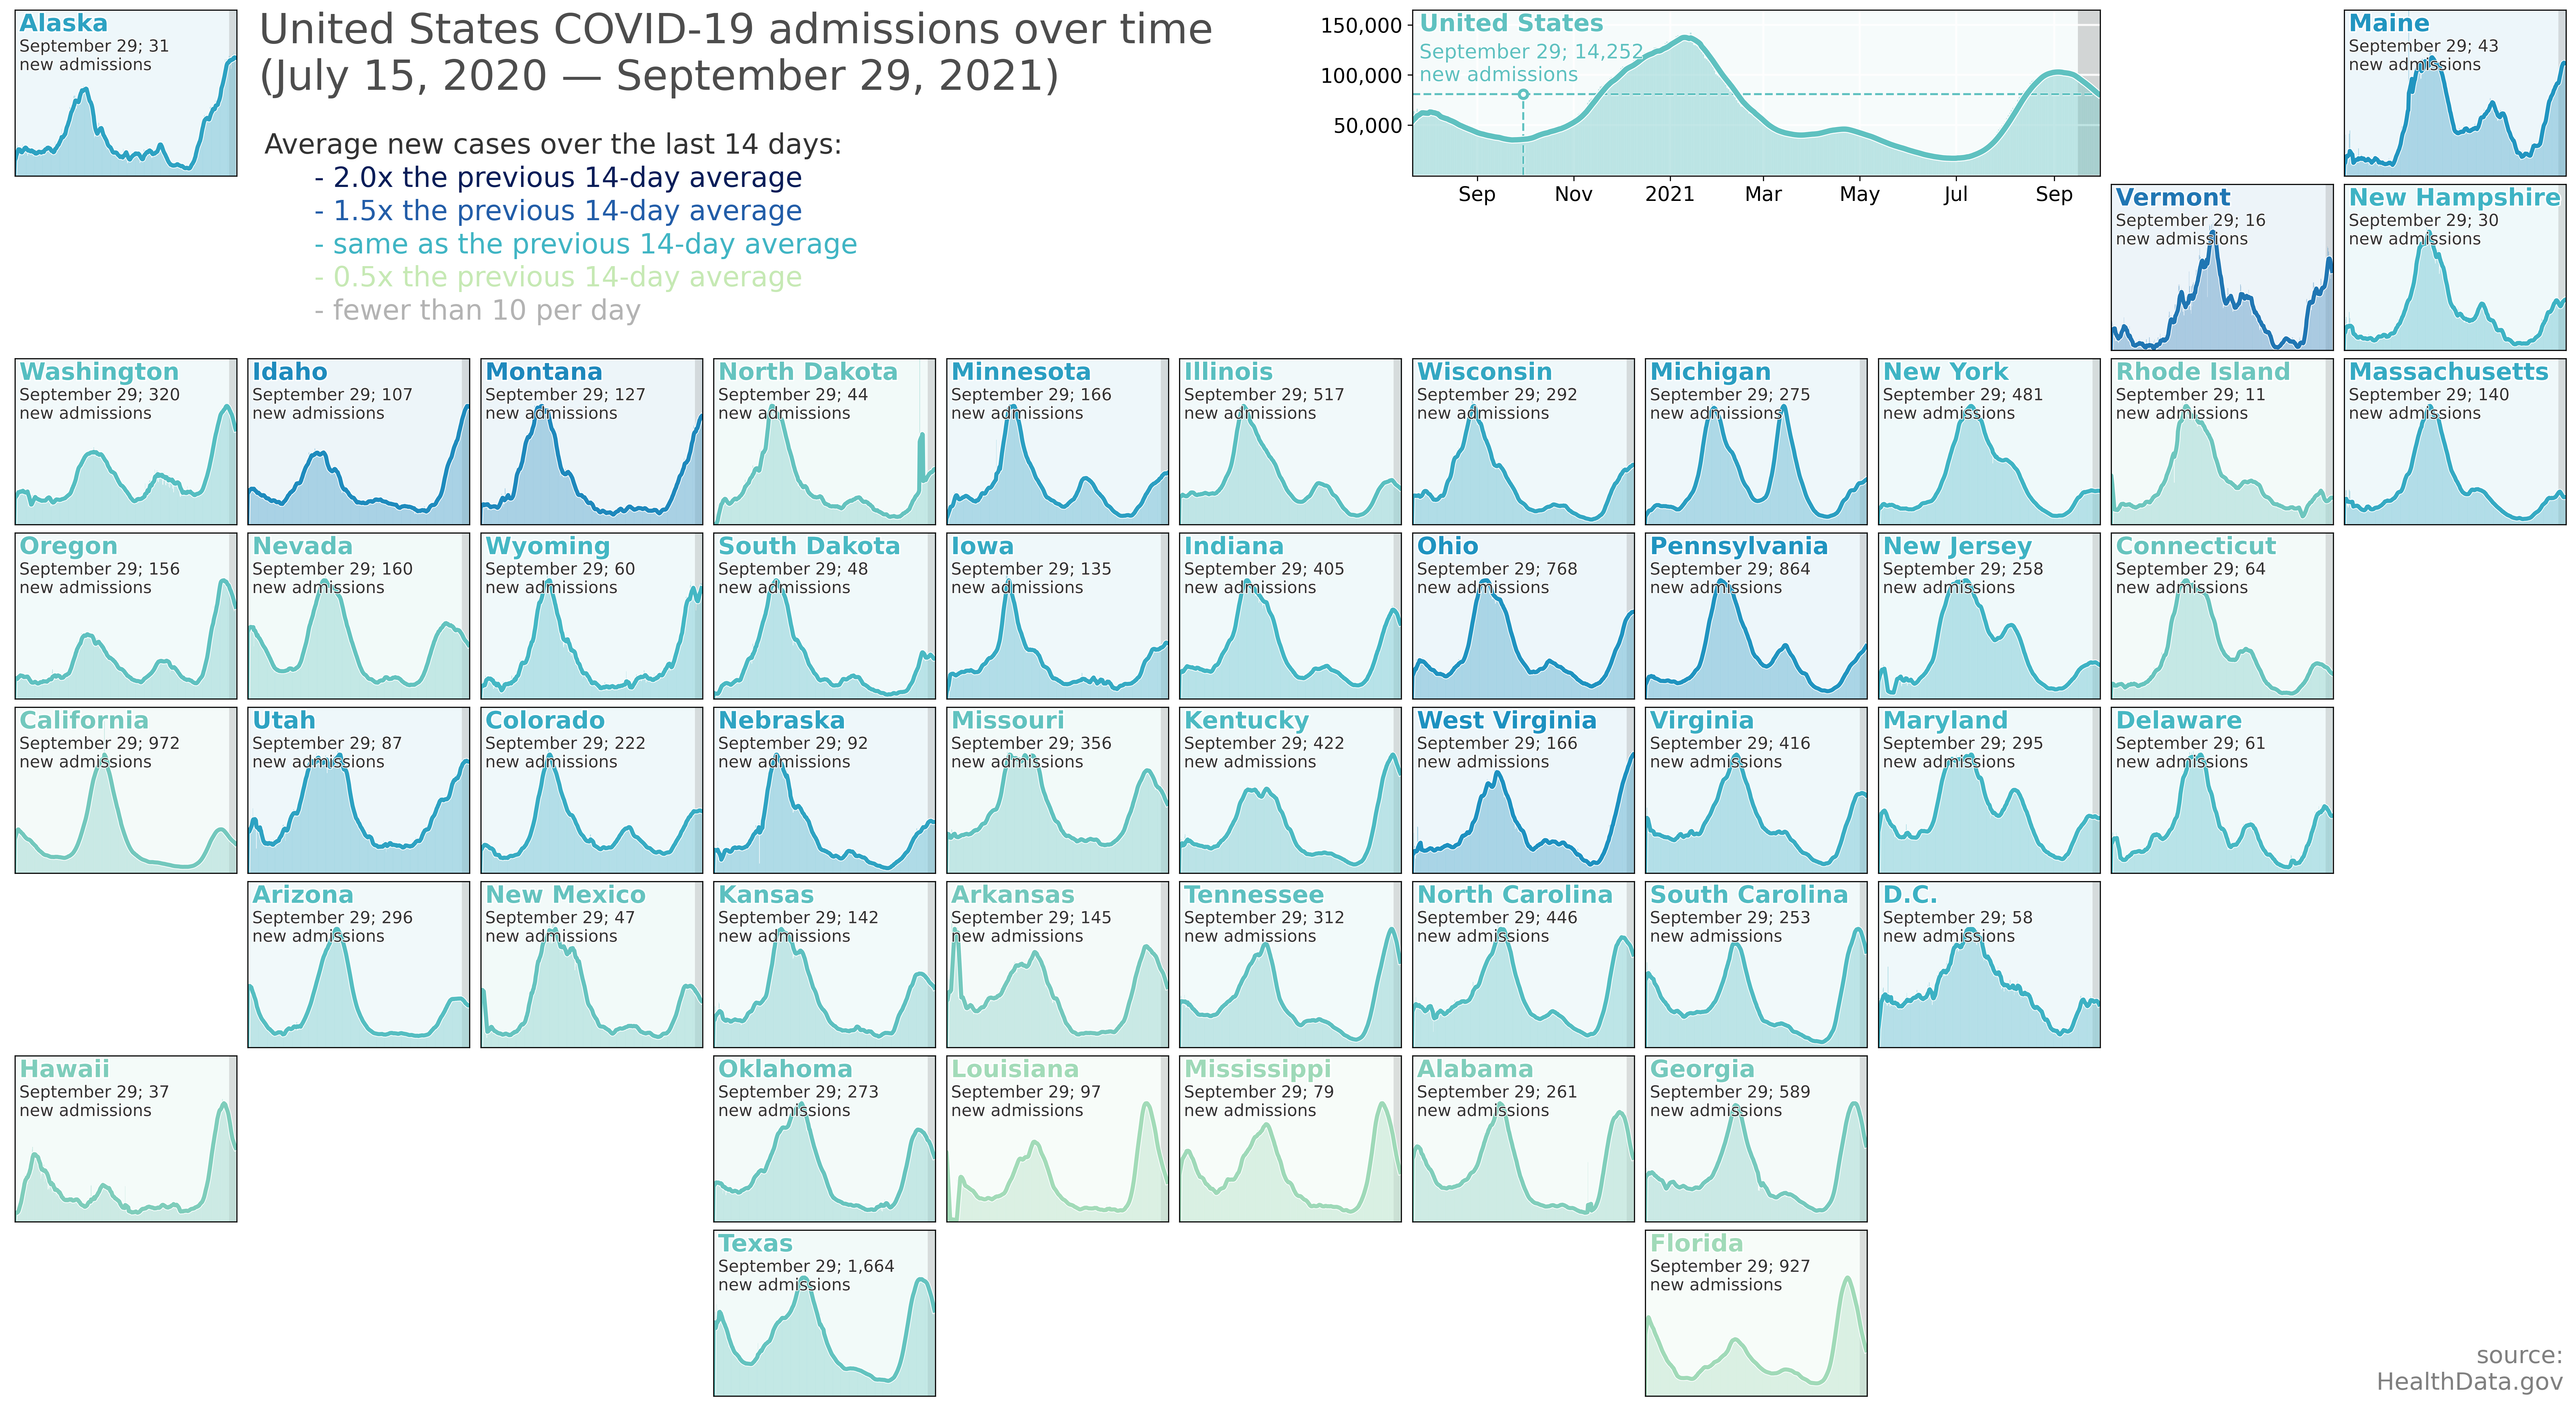 Alaska
September 29; 31
new admissions
United States COVID-19 admissions over time
(July 15, 2020 — September 29, 2021)
Average new cases over the last 14 days:
- 2.0x the previous 14-day average
- 1.5x the previous 14-day average
- same as the previous 14-day average
- 0.5x the previous 14-day average
- fewer than 10 per day
United States
September 29; 14,252
new admissions
150,000
100,000
50,000
Sep Nov 2021 Mar May Jul Sep
Maine
September 29; 43
new admissions
Vermont
September 29; 16
new admissions
New Hampshire
September 29; 30
new admissions
Washington
September 29; 320
new admissions
Idaho
September 29; 107
new admissions
Montana
September 29; 127
new admissions
North Dakota
September 29; 44
new admissions
Minnesota
September 29; 166
new admissions
Illinois
September 29; 517
new admissions
Wisconsin
September 29; 292
new admissions
Michigan
September 29; 275
new admissions
New York
September 29; 481
new admissions
Rhode Island
September 29; 11
new admissions
Massachusetts
September 29; 140
new admissions
Oregon
September 29; 156
new admissions
Nevada
September 29; 160
new admissions
Wyoming
September 29; 60
new admissions
South Dakota
September 29; 48
new admissions
Iowa
September 29; 135
new admissions
Indiana
September 29; 405
new admissions
Ohio
September 29; 768
new admissions
Pennsylvania
September 29; 864
new admissions
New Jersey
September 29; 258
new admissions
Connecticut
September 29; 64
new admissions
California
September 29; 972
new admissions
Utah
September 29; 87
new admissions
Colorado
September 29; 222
new admissions
Nebraska
September 29; 92
new admissions
Missouri
September 29; 356
new admissions
Kentucky
September 29; 422
new admissions
West Virginia
September 29; 166
new admissions
Virginia
September 29; 416
new admissions
Maryland
September 29; 295
new admissions
Delaware
September 29; 61
new admissions
Arizona
September 29; 296
new admissions
New Mexico
September 29; 47
new admissions
Kansas
September 29; 142
new admissions
Arkansas
September 29; 145
new admissions
Tennessee
September 29; 312
new admissions
North Carolina
September 29; 446
new admissions
South Carolina
September 29; 253
new admissions
D.C.
September 29; 58
new admissions
Hawaii
September 29; 37
new admissions
Oklahoma
September 29; 273
new admissions
Louisiana
September 29; 97
new admissions
Mississippi
September 29; 79
new admissions
Alabama
September 29; 261
new admissions
Georgia
September 29; 589
new admissions
Texas
September 29; 1,664
new admissions
Florida
September 29; 927
new admissions
source:
HealthData.gov